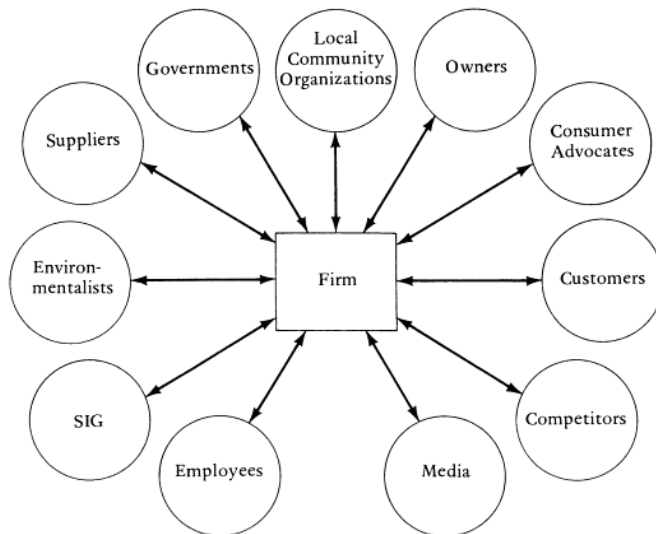 Governments
Local
Community
Organizations
Owners
Suppliers
Consumer
Advocates
Environ-
mentalists
Firm
Customers
SIG
Competitors
Employees
Media